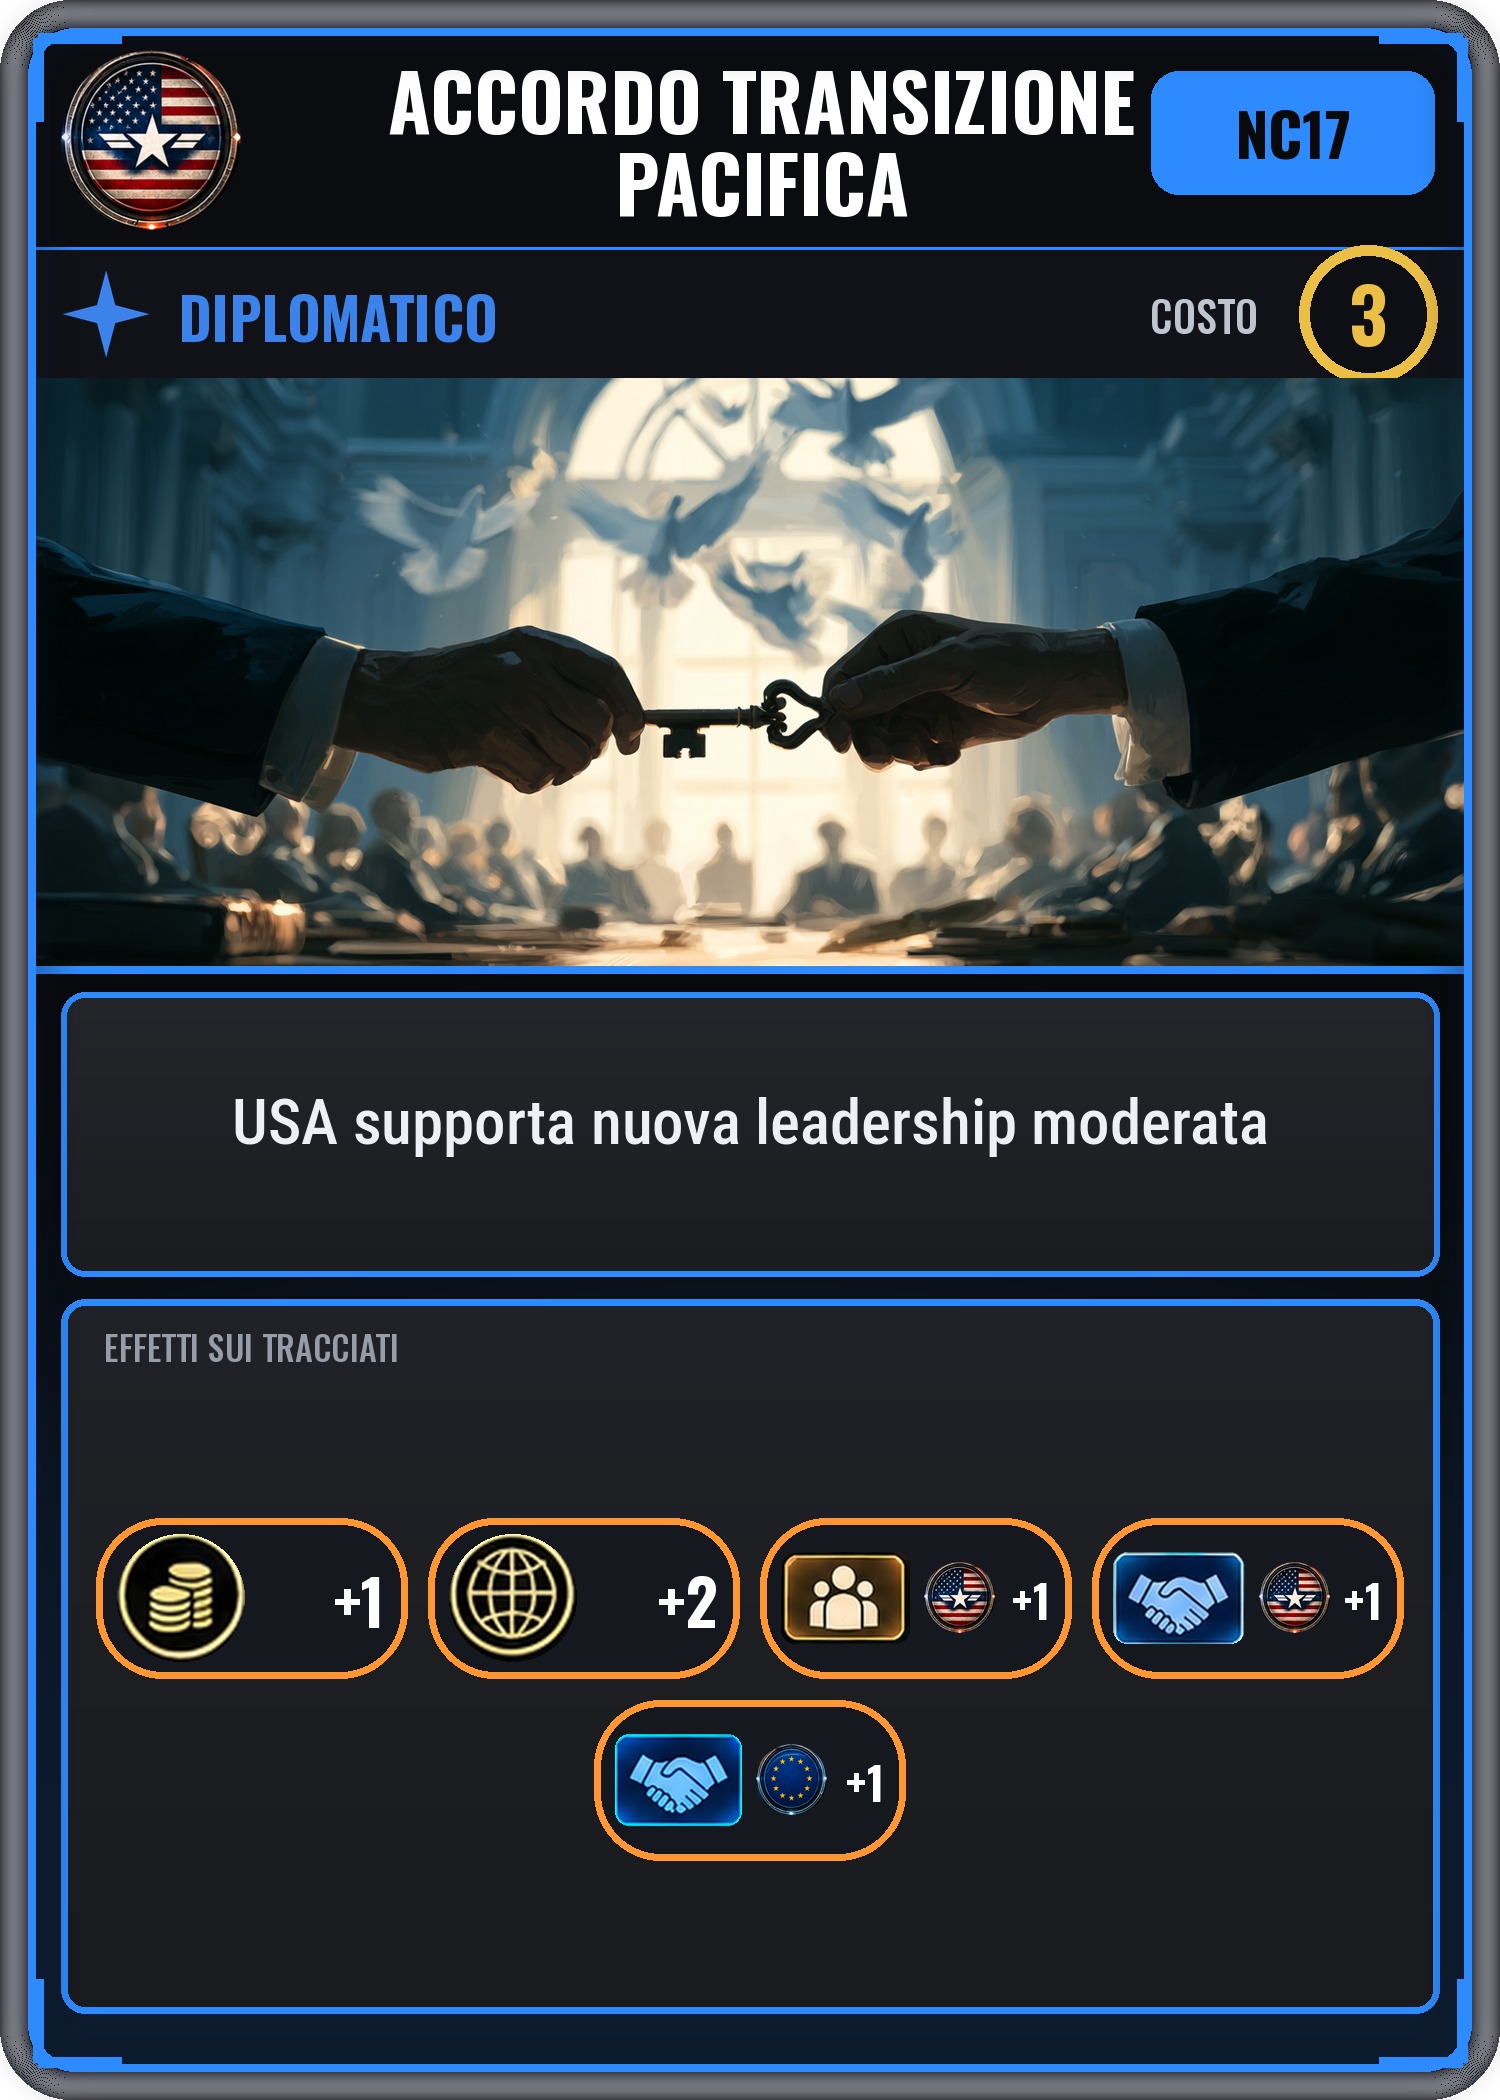 ACCORDO TRANSIZIONE
PACIFICA
NC17
DIPLOMATICO
COSTO
3
USA supporta nuova leadership moderata
EFFETTI SUI TRACCIATI
+1
+2
+1
+1
+1